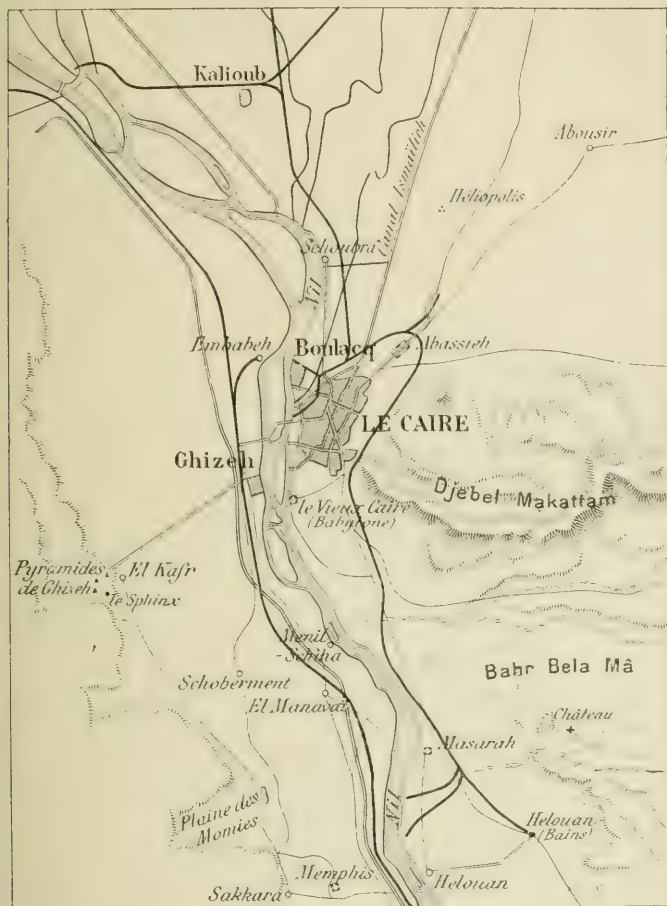 Kalioub
Abousir
Canal Ismaïlieh
Héliopolis
Schoubra
Nil
Embabeh
Boulacq
Abassieh
LE CAIRE
Ghizeh
Djebel Makattam
le Vieux Caire
(Babylone)
Pyramides
de Ghizeh
El Kafr
le Sphinx
Menil
-Schiha
Bahr Bela Mâ
Schoberment
El Manavat
Château
Masarah
Plaine des
Momies
Nil
Helouan
(Bains)
Memphis
Helouan
Sakkara